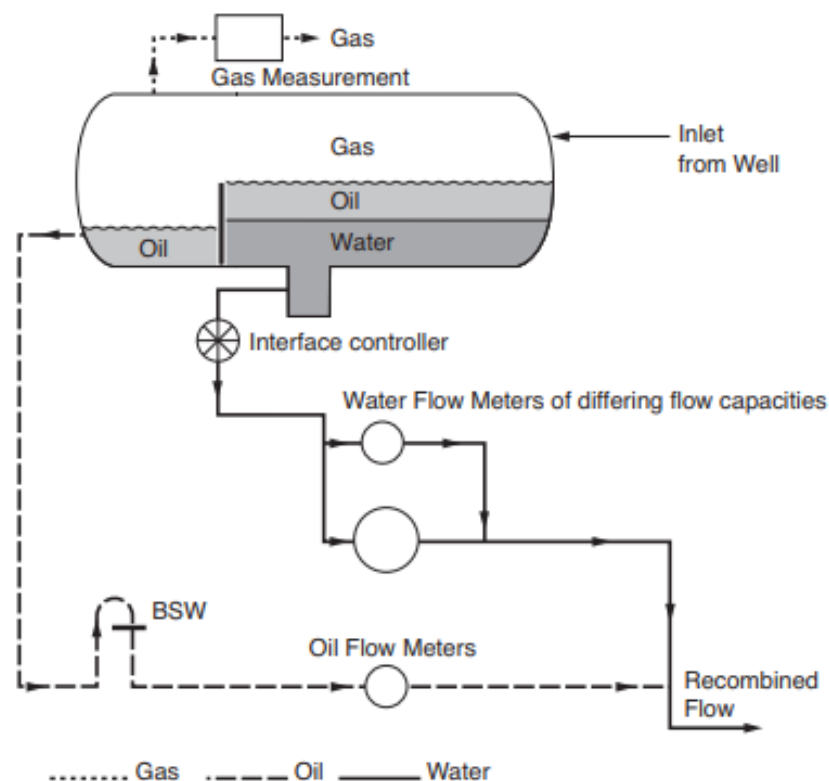 Gas
Gas Measurement
Inlet
from Well
Gas
Oil
Water
Oil
Interface controller
Water Flow Meters of differing flow capacities
BSW
Oil Flow Meters
Recombined
Flow
Gas
Oil
Water